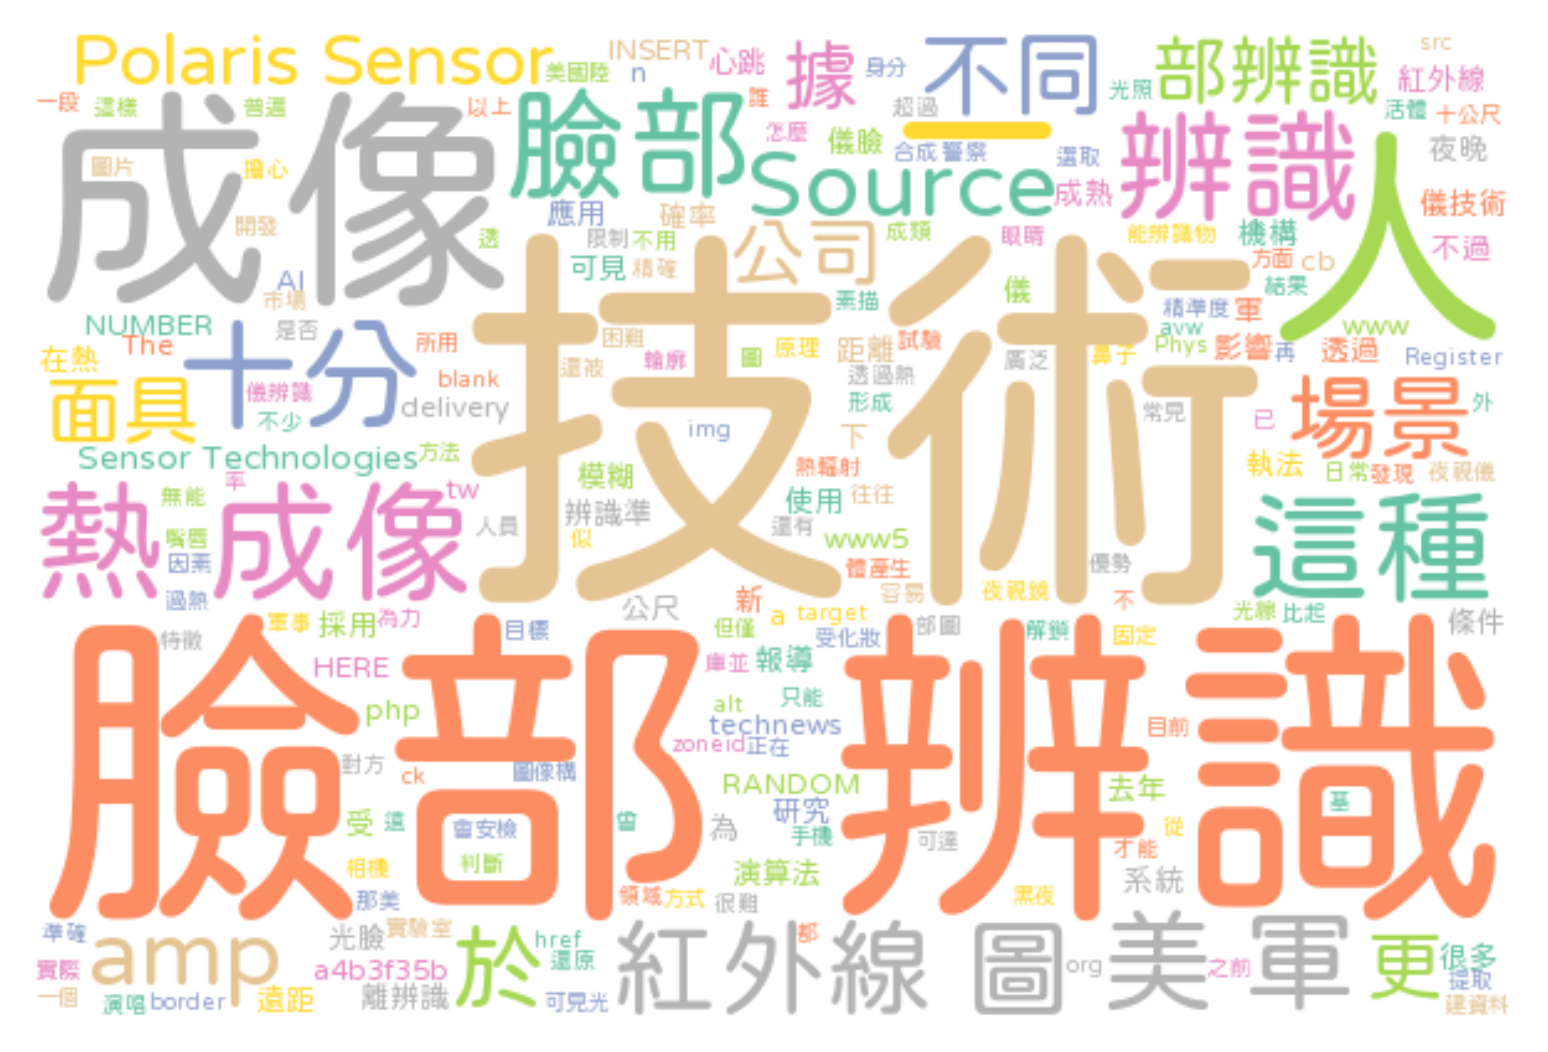 Polaris Sensor
INSERT
心跳
據
身分
不同
部辨識
src
紅外線
美國陸
n
一段
這樣
普遍
以上
誰
超過
光照
活體
十公尺
成像
臉部
怎麼
儀臉
合成
警察
選取
辨識
人
夜晚
圖片
擔心
Source
成熟
儀技術
開發
應用
確率
透
限制
不用
公司
成類
眼睛
能辨識物
機構
不過
AI
可見
精確
方面
cb
市場
技術
素描
儀
精準度
軍
結果
NUMBER
The
是否
所用
困難
輪廓
圖
原理
距離
試驗
廣泛
avw
Phys
鼻子
影響
再
透過
www
Register
在熱
十分
還被
透過熱
面具
儀辨識
blank
不少
delivery
形成
常見
已
場景
外
img
下
Sensor Technologies
方法
模糊
熱輻射
執法
日常
發現
夜視儀
熱成像
無能
率
tw
辨識準
使用
往往
這種
嘴唇
人員
似
還有
www5
因素
體產生
優勢
過熱
公尺
新
容易
夜視鏡
不
光線
比起
條件
特徵
軍事
採用
為力
目標
但僅
a
target
受化妝
部圖
解鎖
固定
HERE
庫並
報導
臉部辨識
php
alt
只能
technews
目前
zoneid
正在
對方
ck
圖像構
RANDOM
去年
受
遠
會安檢
曾
研究
為
手機
可達
基
從
才能
相機
判斷
演算法
系統
那美
領域
方式
很難
黑夜
準確
amp
光臉
實驗室
於
href
紅外線
都
圖
美軍
更
很多
實際
a4b3f35b
還原
org
之前
提取
一個
演唱
border
遠距
離辨識
可見光
建資料